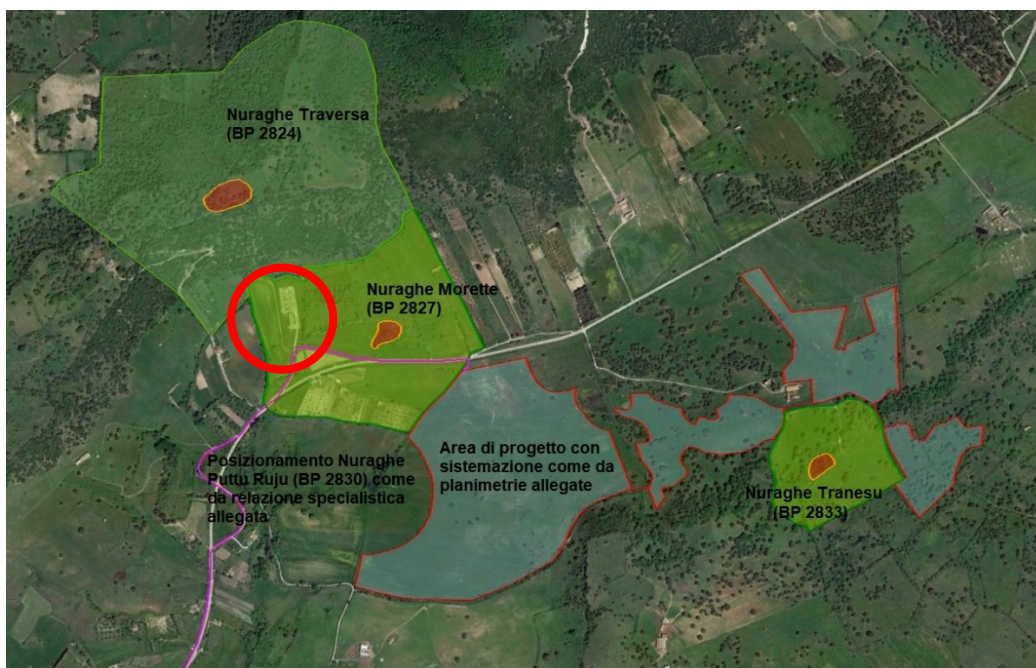 Nuraghe Traversa
(BP 2824)
Nuraghe Morette
(BP 2827)
Posizionamento Nuraghe
Puttu Ruju (BP 2830) come
da relazione specialistica
allegata
Area di progetto con
sistemazione come da
planimetrie allegate
Nuraghe Tranesu
(BP 2833)